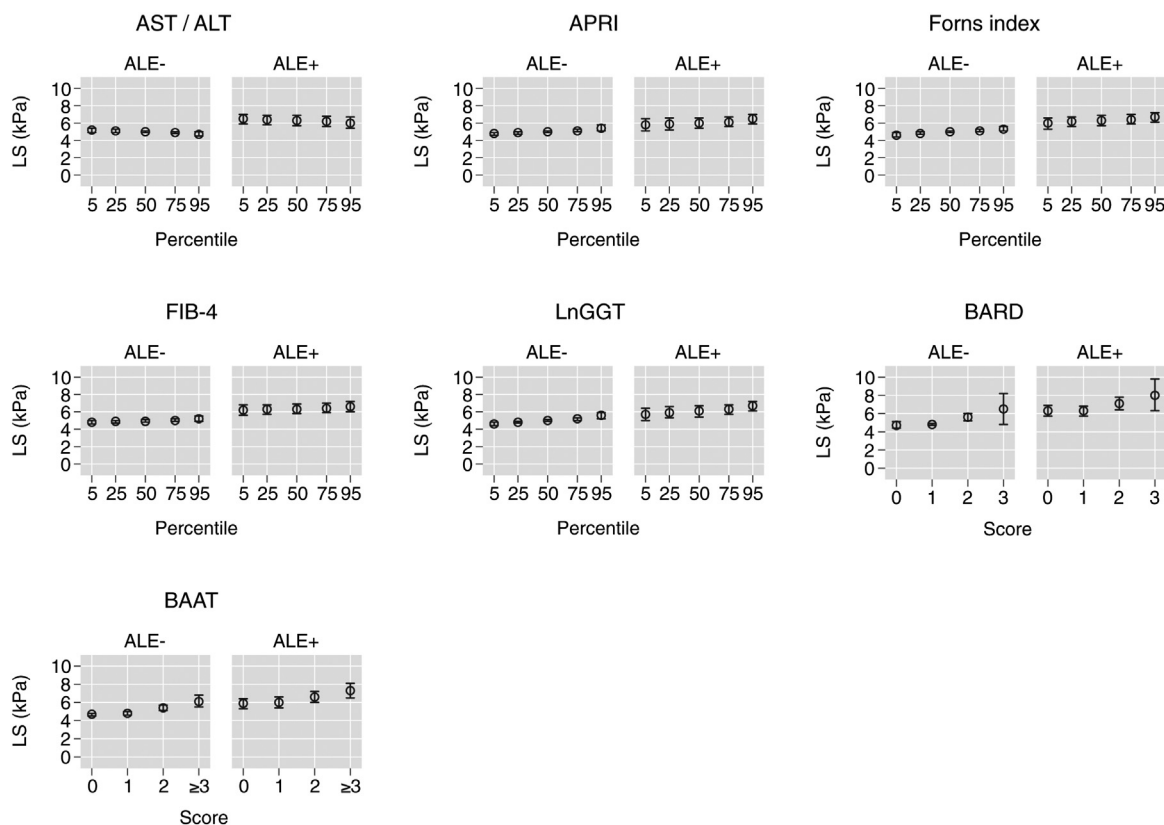 AST / ALT
ALE-
ALE+
LS (kPa)
10
8
6
4
2
0
5 25 50 75 95
5 25 50 75 95
Percentile
APRI
ALE-
ALE+
LS (kPa)
10
8
6
4
2
0
5 25 50 75 95
5 25 50 75 95
Percentile
Forns index
ALE-
ALE+
LS (kPa)
10
8
6
4
2
0
5 25 50 75 95
5 25 50 75 95
Percentile
FIB-4
ALE-
ALE+
LS (kPa)
10
8
6
4
2
0
5 25 50 75 95
5 25 50 75 95
Percentile
LnGGT
ALE-
ALE+
LS (kPa)
10
8
6
4
2
0
5 25 50 75 95
5 25 50 75 95
Percentile
BARD
ALE-
ALE+
LS (kPa)
10
8
6
4
2
0
0 1 2 3
0 1 2 3
Score
BAAT
ALE-
ALE+
LS (kPa)
10
8
6
4
2
0
0 1 2 ≥3
0 1 2 ≥3
Score